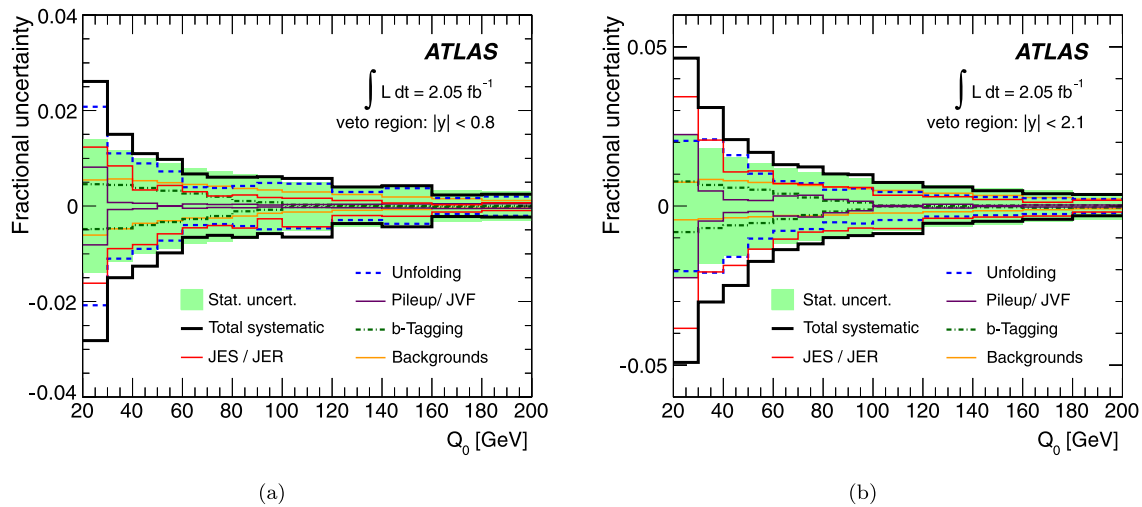 Fractional uncertainty
0.04
0.02
0
-0.02
-0.04
ATLAS
∫ L dt = 2.05 fb⁻¹
veto region: |y| < 0.8
Unfolding
Stat. uncert.
Pileup/ JVF
Total systematic
b-Tagging
JES / JER
Backgrounds
20 40 60 80 100 120 140 160 180 200
Q₀ [GeV]
(a)
Fractional uncertainty
0.05
0
-0.05
ATLAS
∫ L dt = 2.05 fb⁻¹
veto region: |y| < 2.1
Unfolding
Stat. uncert.
Pileup/ JVF
Total systematic
b-Tagging
JES / JER
Backgrounds
20 40 60 80 100 120 140 160 180 200
Q₀ [GeV]
(b)